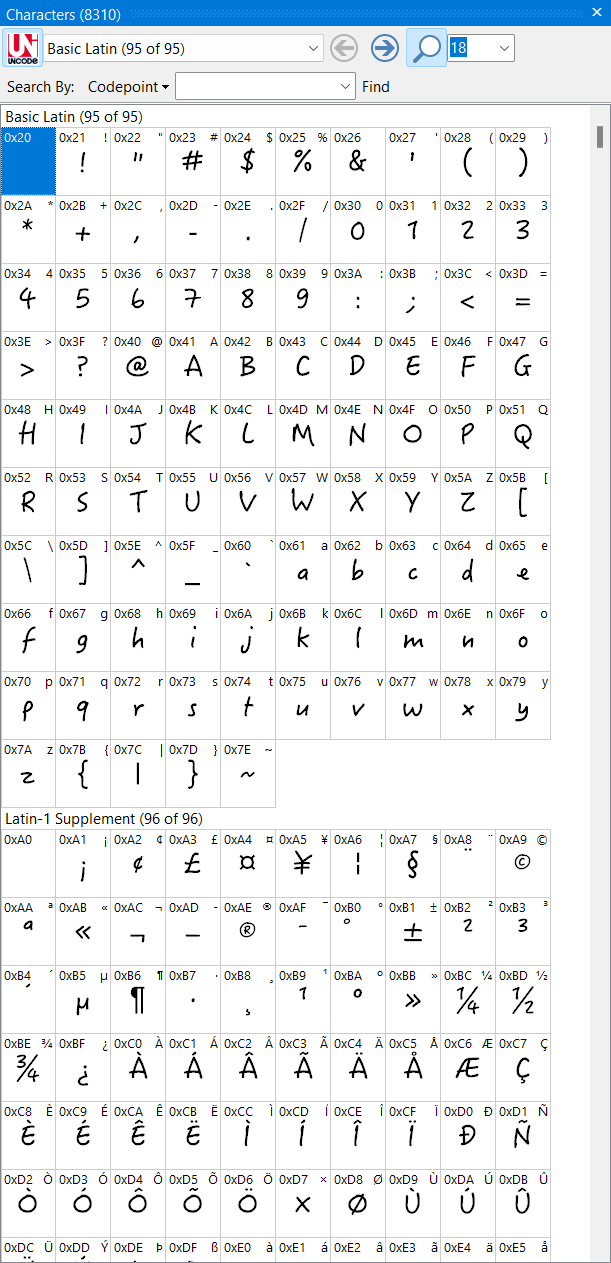 Characters (8310)
UNICODE Basic Latin (95 of 95) 18
Search By: Codepoint Find
Basic Latin (95 of 95)
0x20 0x21 ! 0x22 " 0x23 # 0x24 $ 0x25 % 0x26 0x27 ' 0x28 ( 0x29 )
! " # $ % & ' ( )
0x2A * 0x2B + 0x2C , 0x2D - 0x2E . 0x2F / 0x30 0 0x31 1 0x32 2 0x33 3
* + , - . / 0 1 2 3
0x34 4 0x35 5 0x36 6 0x37 7 0x38 8 0x39 9 0x3A : 0x3B ; 0x3C < 0x3D =
4 5 6 7 8 9 : ; < =
0x3E > 0x3F ? 0x40 @ 0x41 A 0x42 B 0x43 C 0x44 D 0x45 E 0x46 F 0x47 G
> ? @ A B C D E F G
0x48 H 0x49 I 0x4A J 0x4B K 0x4C L 0x4D M 0x4E N 0x4F O 0x50 P 0x51 Q
H I J K L M N O P Q
0x52 R 0x53 S 0x54 T 0x55 U 0x56 V 0x57 W 0x58 X 0x59 Y 0x5A Z 0x5B [
R S T U V W X Y Z [
0x5C \ 0x5D ] 0x5E ^ 0x5F _ 0x60 ` 0x61 a 0x62 b 0x63 c 0x64 d 0x65 e
\ ] ^ _ ` a b c d e
0x66 f 0x67 g 0x68 h 0x69 i 0x6A j 0x6B k 0x6C l 0x6D m 0x6E n 0x6F o
f g h i j k l m n o
0x70 p 0x71 q 0x72 r 0x73 s 0x74 t 0x75 u 0x76 v 0x77 w 0x78 x 0x79 y
p q r s t u v w x y
0x7A z 0x7B { 0x7C | 0x7D } 0x7E ~
z { | } ~
Latin-1 Supplement (96 of 96)
0xA0 0xA1 ¡ 0xA2 ¢ 0xA3 £ 0xA4 ¤ 0xA5 ¥ 0xA6 ¦ 0xA7 § 0xA8 ¨ 0xA9 ©
¡ ¢ £ ¤ ¥ ¦ § ¨ ©
0xAA ª 0xAB « 0xAC ¬ 0xAD - 0xAE ® 0xAF ¯ 0xB0 ° 0xB1 ± 0xB2 ² 0xB3 ³
ª « ¬ - ® ¯ ° ± ² ³
0xB4 ´ 0xB5 µ 0xB6 ¶ 0xB7 · 0xB8 ¸ 0xB9 ¹ 0xBA º 0xBB » 0xBC ¼ 0xBD ½
´ µ ¶ · ¸ ¹ º » ¼ ½
0xBE ¾ 0xBF ¿ 0xC0 À 0xC1 Á 0xC2 Â 0xC3 Ã 0xC4 Ä 0xC5 Å 0xC6 Æ 0xC7 Ç
¾ ¿ À Á Â Ã Ä Å Æ Ç
0xC8 È 0xC9 É 0xCA Ê 0xCB Ë 0xCC Ì 0xCD Í 0xCE Î 0xCF Ï 0xD0 Ð 0xD1 Ñ
È É Ê Ë Ì Í Î Ï Ð Ñ
0xD2 Ò 0xD3 Ó 0xD4 Ô 0xD5 Õ 0xD6 Ö 0xD7 × 0xD8 Ø 0xD9 Ù 0xDA Ú 0xDB Û
Ò Ó Ô Õ Ö × Ø Ù Ú Û
0xDC Ü 0xDD Ý 0xDE Þ 0xDF ß 0xE0 à 0xE1 á 0xE2 â 0xE3 ã 0xE4 ä 0xE5 å